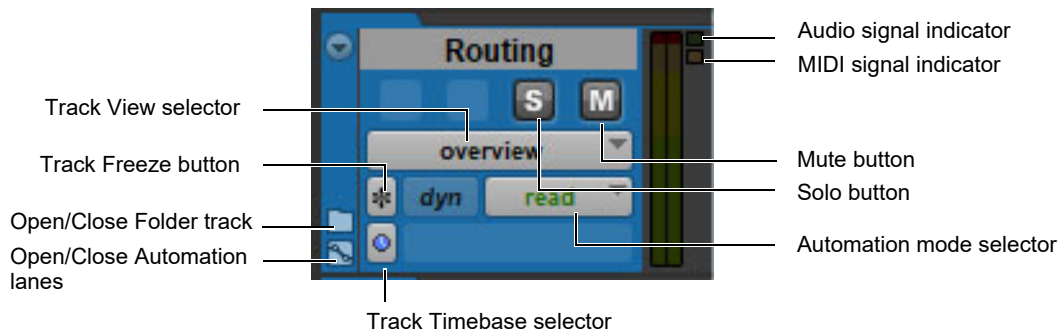 Audio signal indicator
MIDI signal indicator
Routing
S
M
Track View selector
overview
Mute button
Track Freeze button
Solo button
dyn
read
Open/Close Folder track
Automation mode selector
Open/Close Automation
lanes
Track Timebase selector